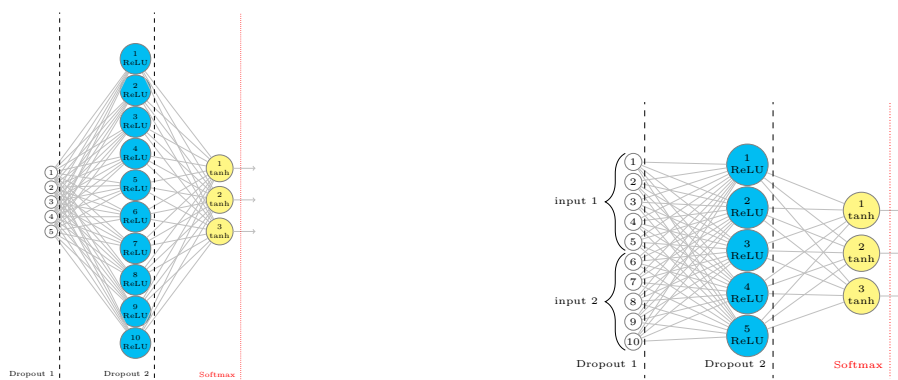 1
ReLU
2
ReLU
3
ReLU
4
ReLU
5
ReLU
6
ReLU
7
ReLU
8
ReLU
9
ReLU
10
ReLU
1
2
3
4
5
1
tanh
2
tanh
3
tanh
Dropout 1
Dropout 2
Softmax
input 1
input 2
1
2
3
4
5
6
7
8
9
10
1
ReLU
2
ReLU
3
ReLU
4
ReLU
5
ReLU
1
tanh
2
tanh
3
tanh
Dropout 1
Dropout 2
Softmax